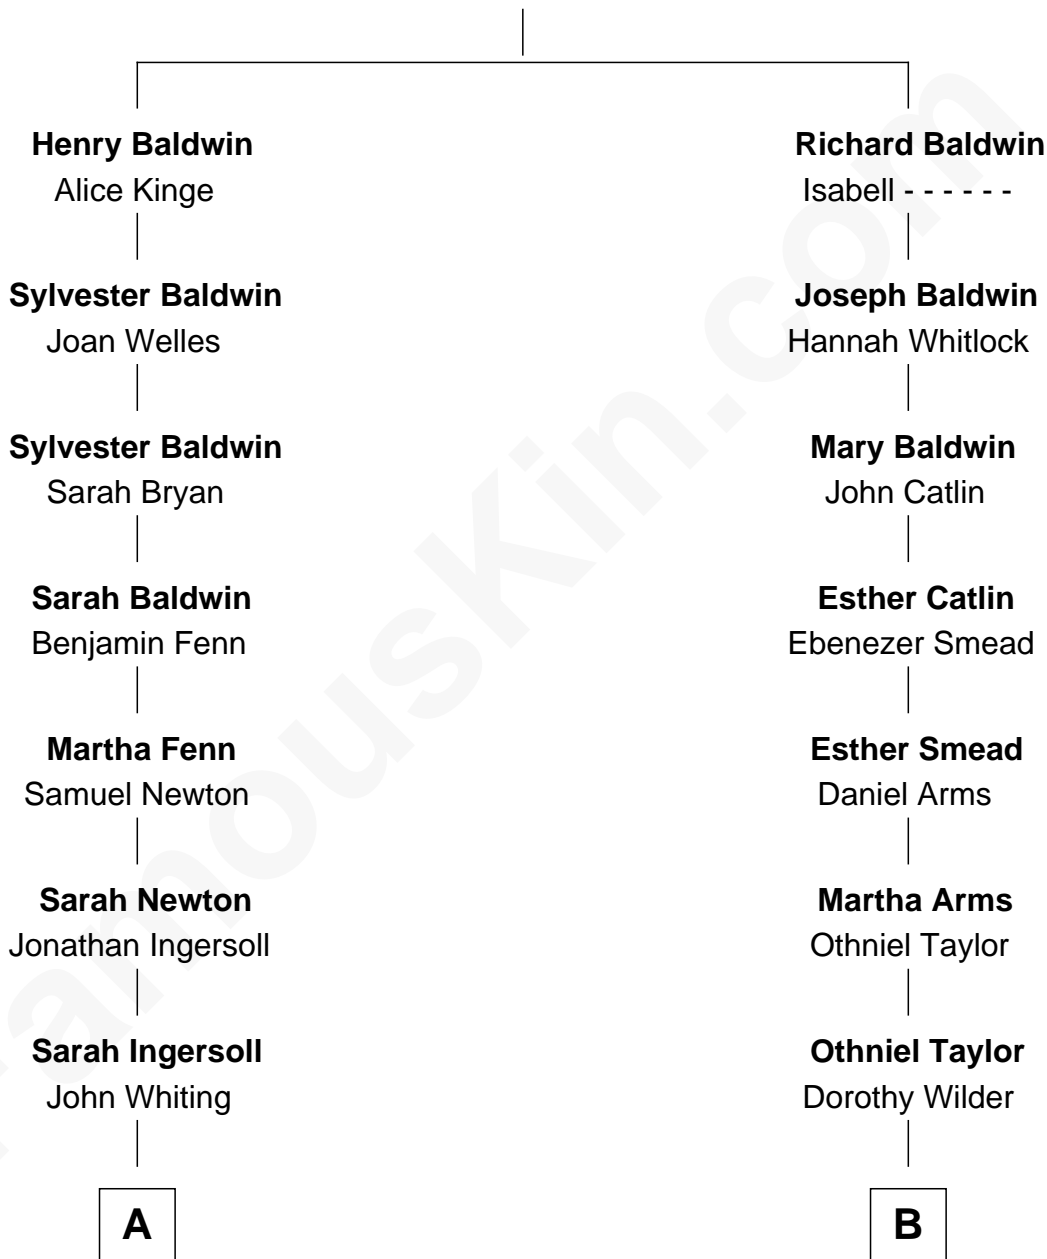 Henry Baldwin
Alice Kinge
Sylvester Baldwin
Joan Welles
Sylvester Baldwin
Sarah Bryan
Sarah Baldwin
Benjamin Fenn
Martha Fenn
Samuel Newton
Sarah Newton
Jonathan Ingersoll
Sarah Ingersoll
John Whiting
A
Richard Baldwin
Isabell - - - - - -
Joseph Baldwin
Hannah Whitlock
Mary Baldwin
John Catlin
Esther Catlin
Ebenezer Smead
Esther Smead
Daniel Arms
Martha Arms
Othniel Taylor
Othniel Taylor
Dorothy Wilder
B
FamousKin.com